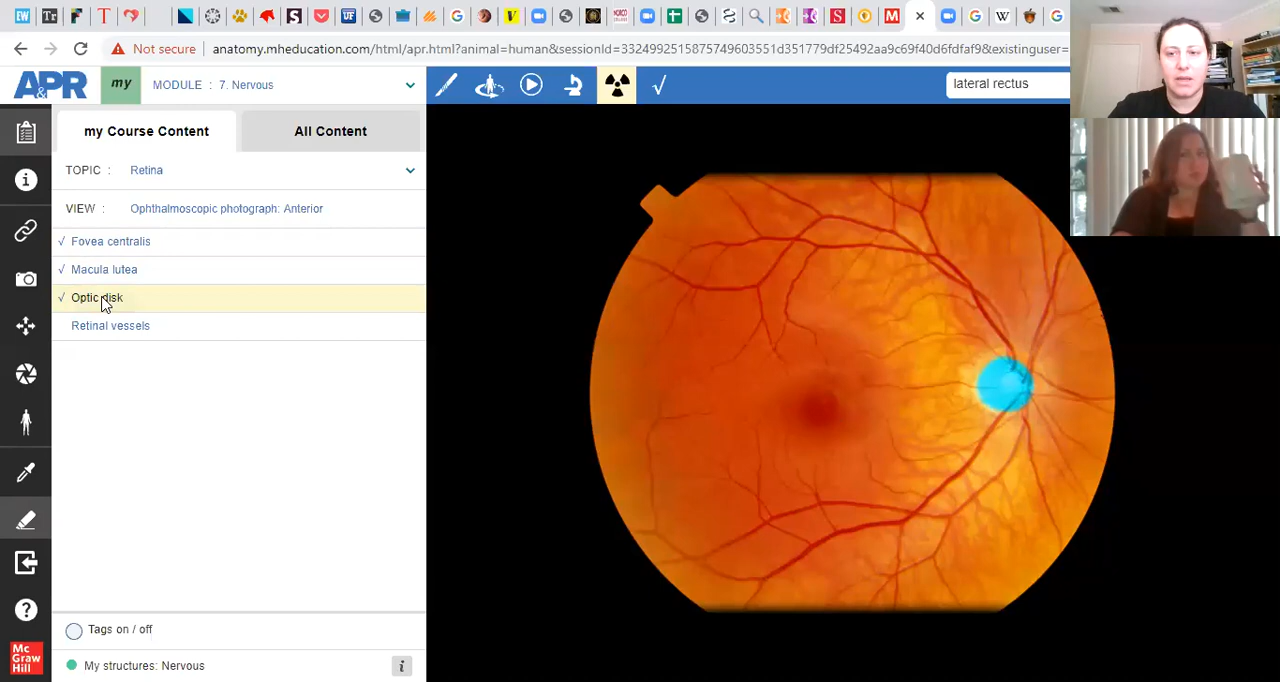 Not secure anatomy.mheducation.com/html/apr.html?animal=human&sessionId=3324992515875749603551d351779df25492aa9c69f40d6fdfaf9&existinguser=
A&PR my MODULE : 7. Nervous
lateral rectus
my Course Content All Content
TOPIC : Retina
VIEW : Ophthalmoscopic photograph: Anterior
√ Fovea centralis
√ Macula lutea
√ Optic disk
Retinal vessels
Tags on / off
My structures: Nervous
Mc
Graw
Hill